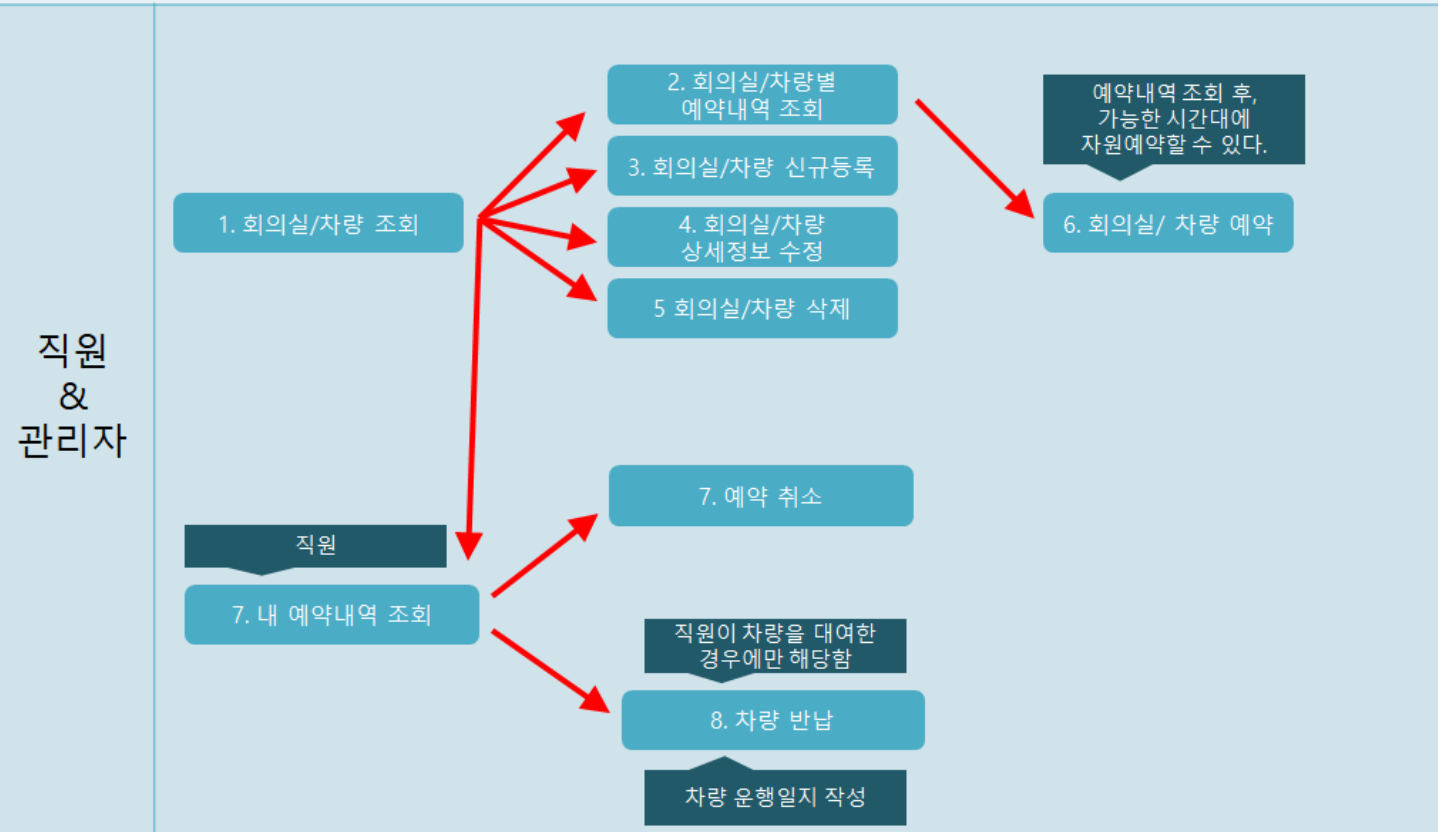 직원
&
관리자
1. 회의실/차량 조회
2. 회의실/차량별
예약내역 조회
3. 회의실/차량 신규등록
4. 회의실/차량
상세정보 수정
5 회의실/차량 삭제
예약내역 조회 후,
가능한 시간대에
자원예약할 수 있다.
6. 회의실/ 차량 예약
직원
7. 내 예약내역 조회
7. 예약 취소
직원이 차량을 대여한
경우에만 해당함
8. 차량 반납
차량 운행일지 작성